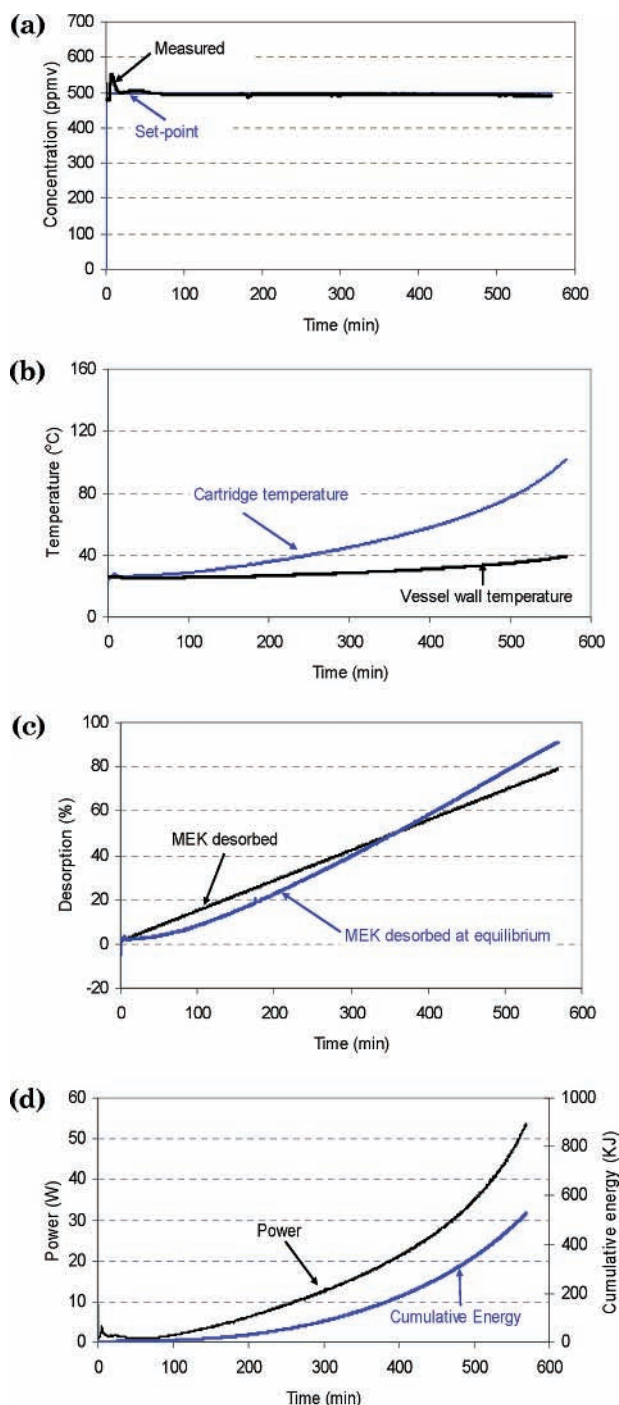 (a)
700
600
500
400
300
200
100
0
Concentration (ppmv)
Measured
Set-point
0 100 200 300 400 500 600
Time (min)
(b)
160
120
80
40
0
Temperature (°C)
Cartridge temperature
Vessel wall temperature
0 100 200 300 400 500 600
Time (min)
(c)
100
80
60
40
20
0
-20
Desorption (%)
MEK desorbed
MEK desorbed at equilibrium
0 100 200 300 400 500 600
Time (min)
(d)
60
50
40
30
20
10
0
Power (W)
Power
Cumulative Energy
1000
800
600
400
200
0
Cumulative energy (KJ)
0 100 200 300 400 500 600
Time (min)